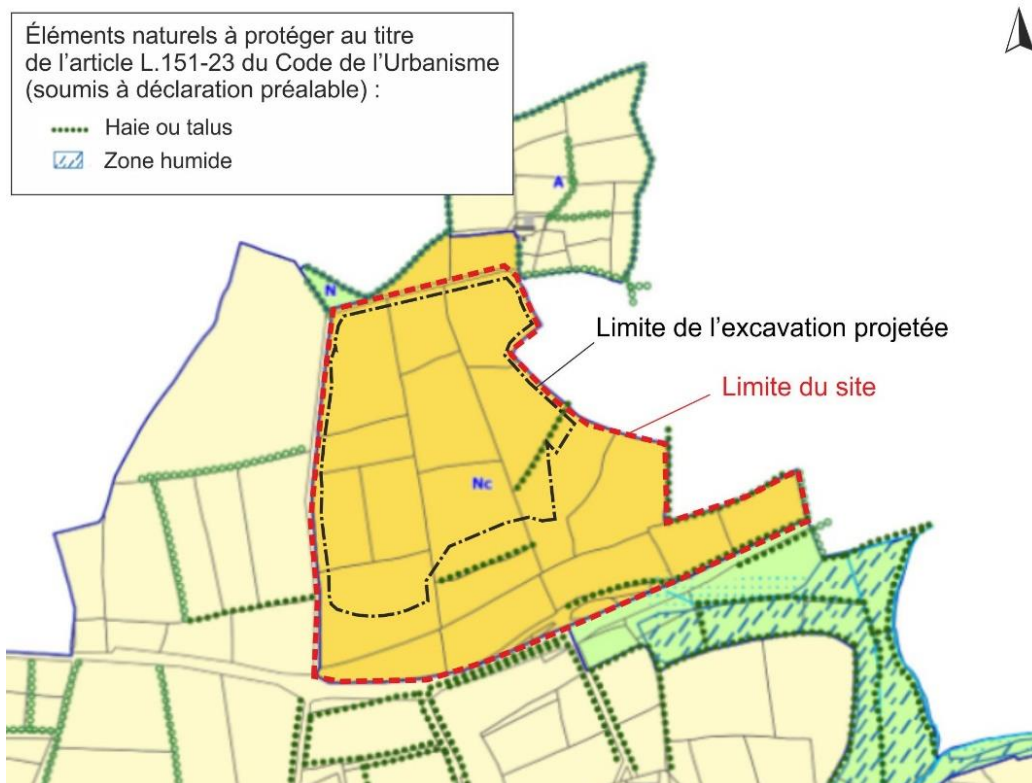 Éléments naturels à protéger au titre
de l’article L.151-23 du Code de l’Urbanisme
(soumis à déclaration préalable) :
Haie ou talus
Zone humide
A
N
Limite de l’excavation projetée
Limite du site
Nc